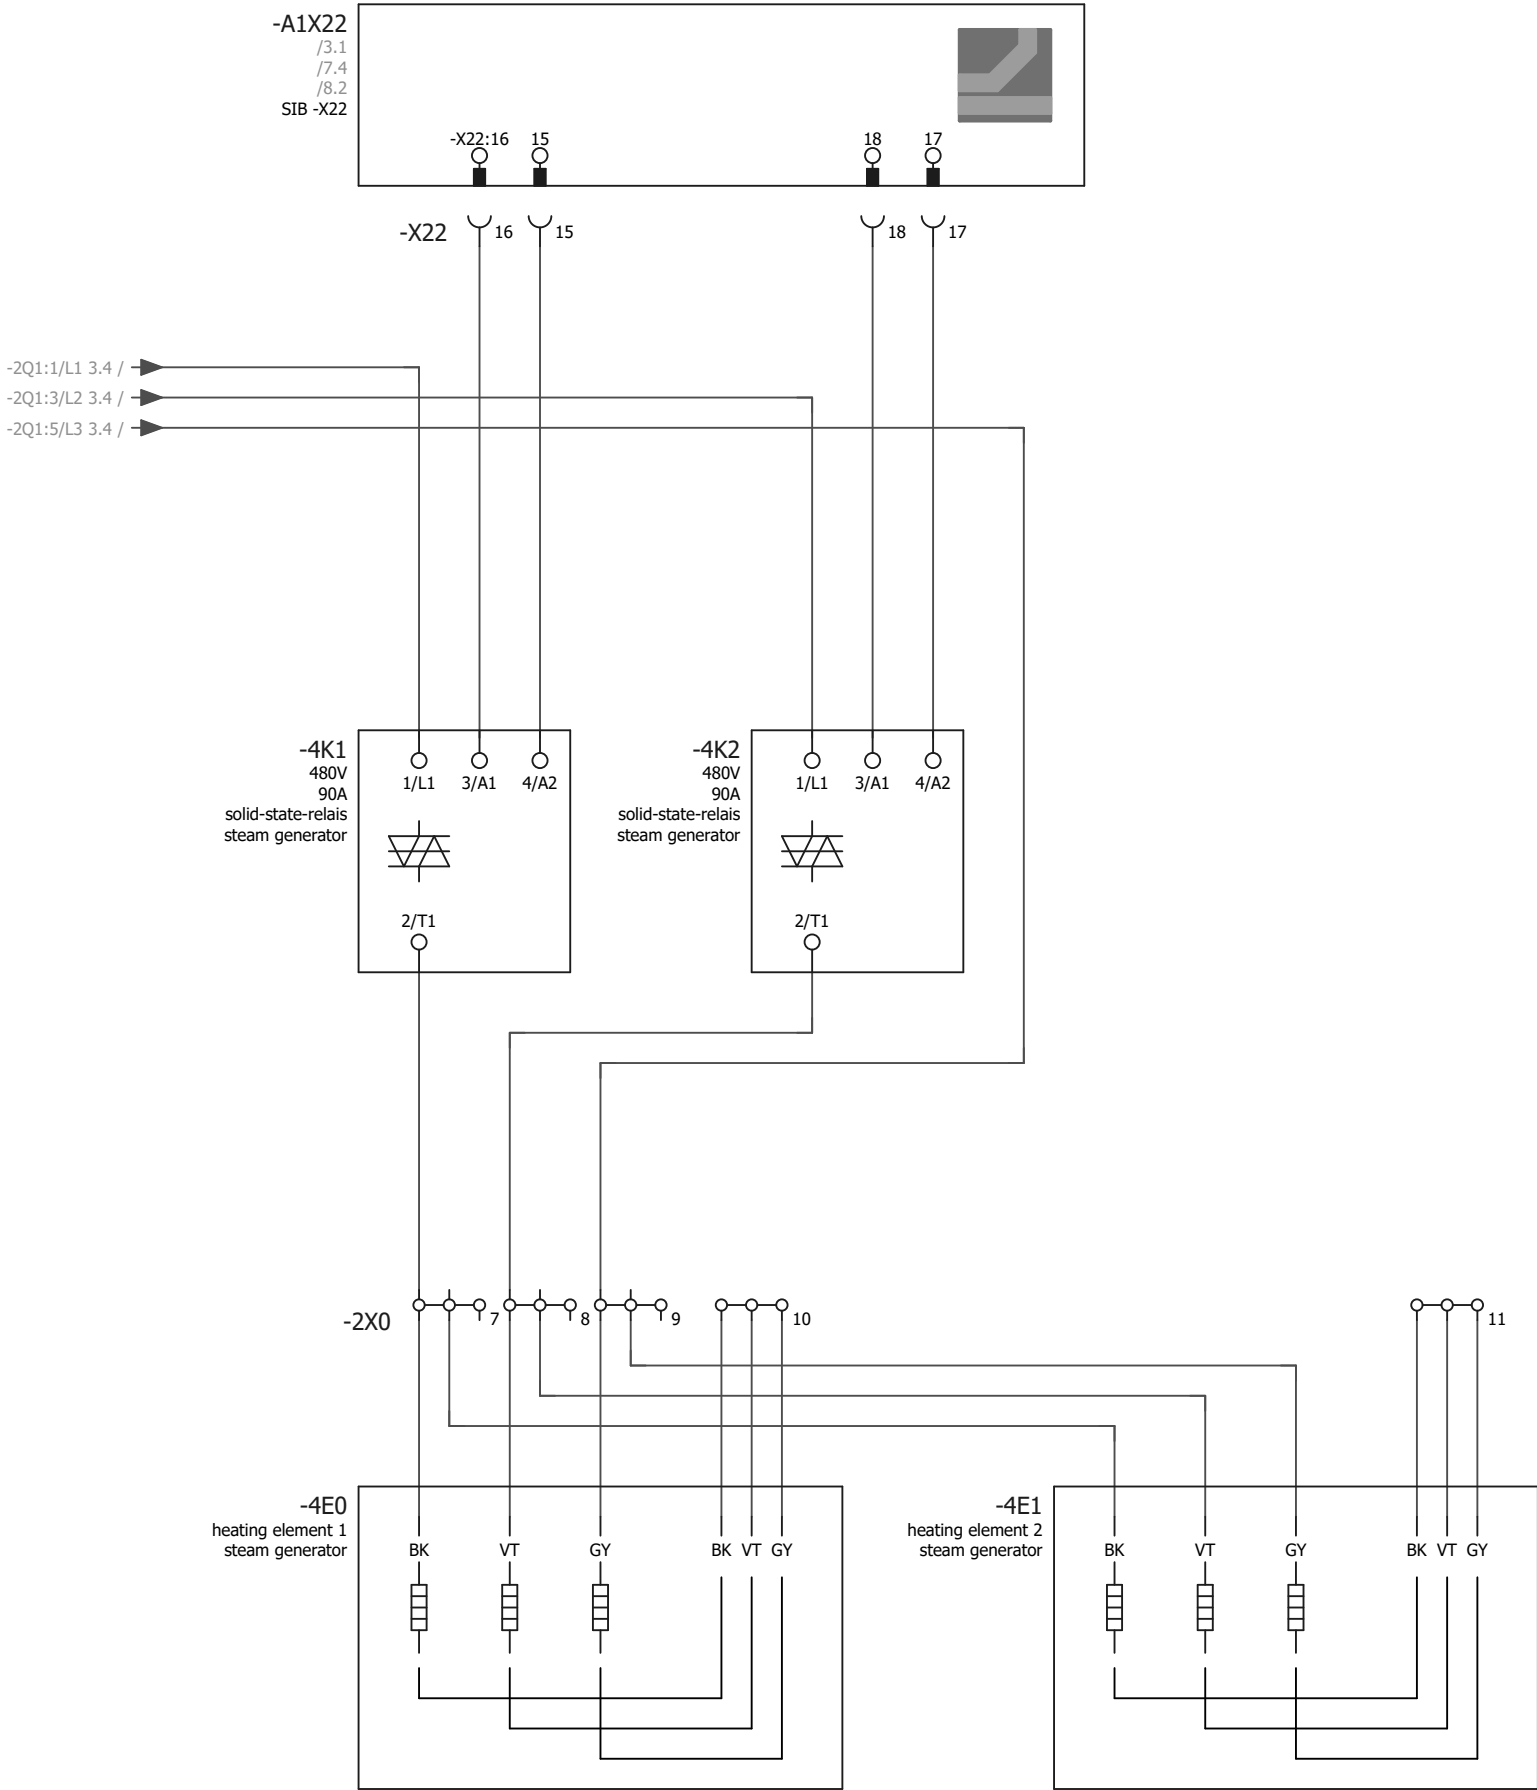 -A1X22
/3.1
/7.4
/8.2
SIB -X22
-X22:16 15 18 17
-X22 16 15 18 17
-2Q1:1/L1 3.4 /
-2Q1:3/L2 3.4 /
-2Q1:5/L3 3.4 /
-4K1
480V
90A
solid-state-relais
steam generator
1/L1 3/A1 4/A2
2/T1
-4K2
480V
90A
solid-state-relais
steam generator
1/L1 3/A1 4/A2
2/T1
-2X0 7 8 9 10 11
-4E0
heating element 1
steam generator
BK VT GY BK VT GY
-4E1
heating element 2
steam generator
BK VT GY BK VT GY